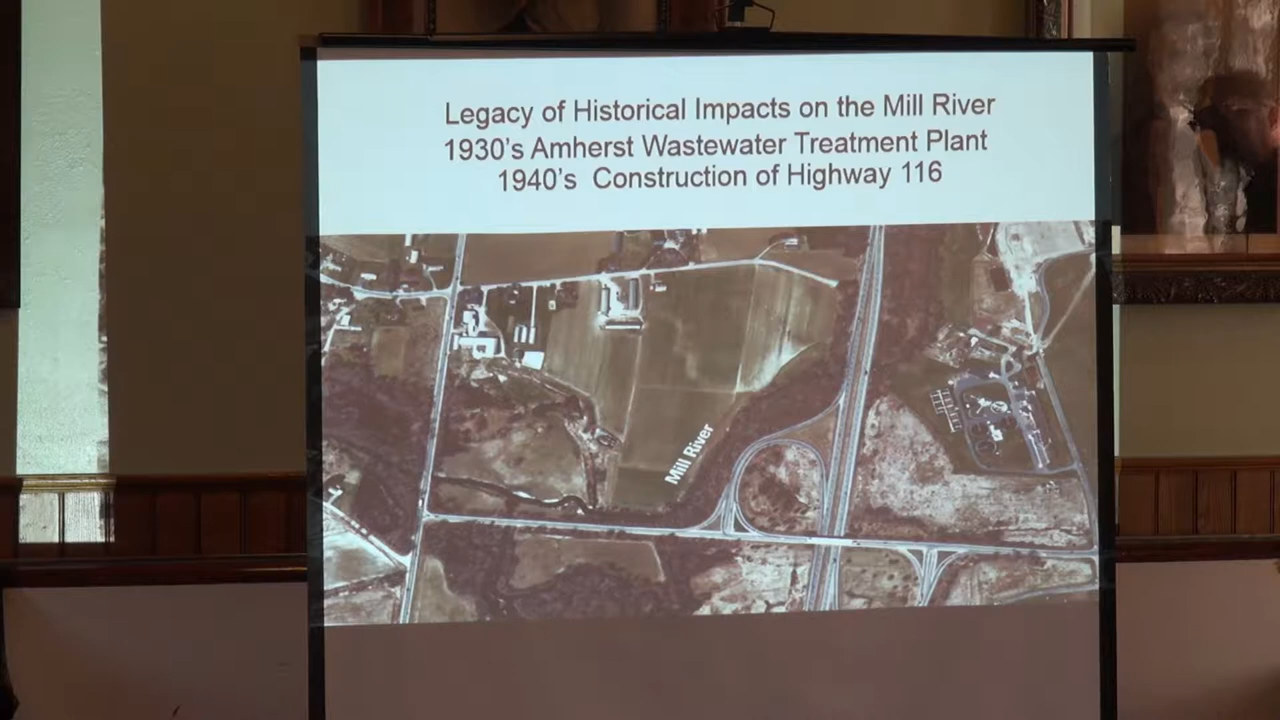 Legacy of Historical Impacts on the Mill River
1930's Amherst Wastewater Treatment Plant
1940's Construction of Highway 116
Mill River